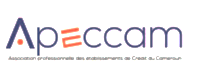 Apeccam
Association professionnelle des établissements de Crédit du Cameroun